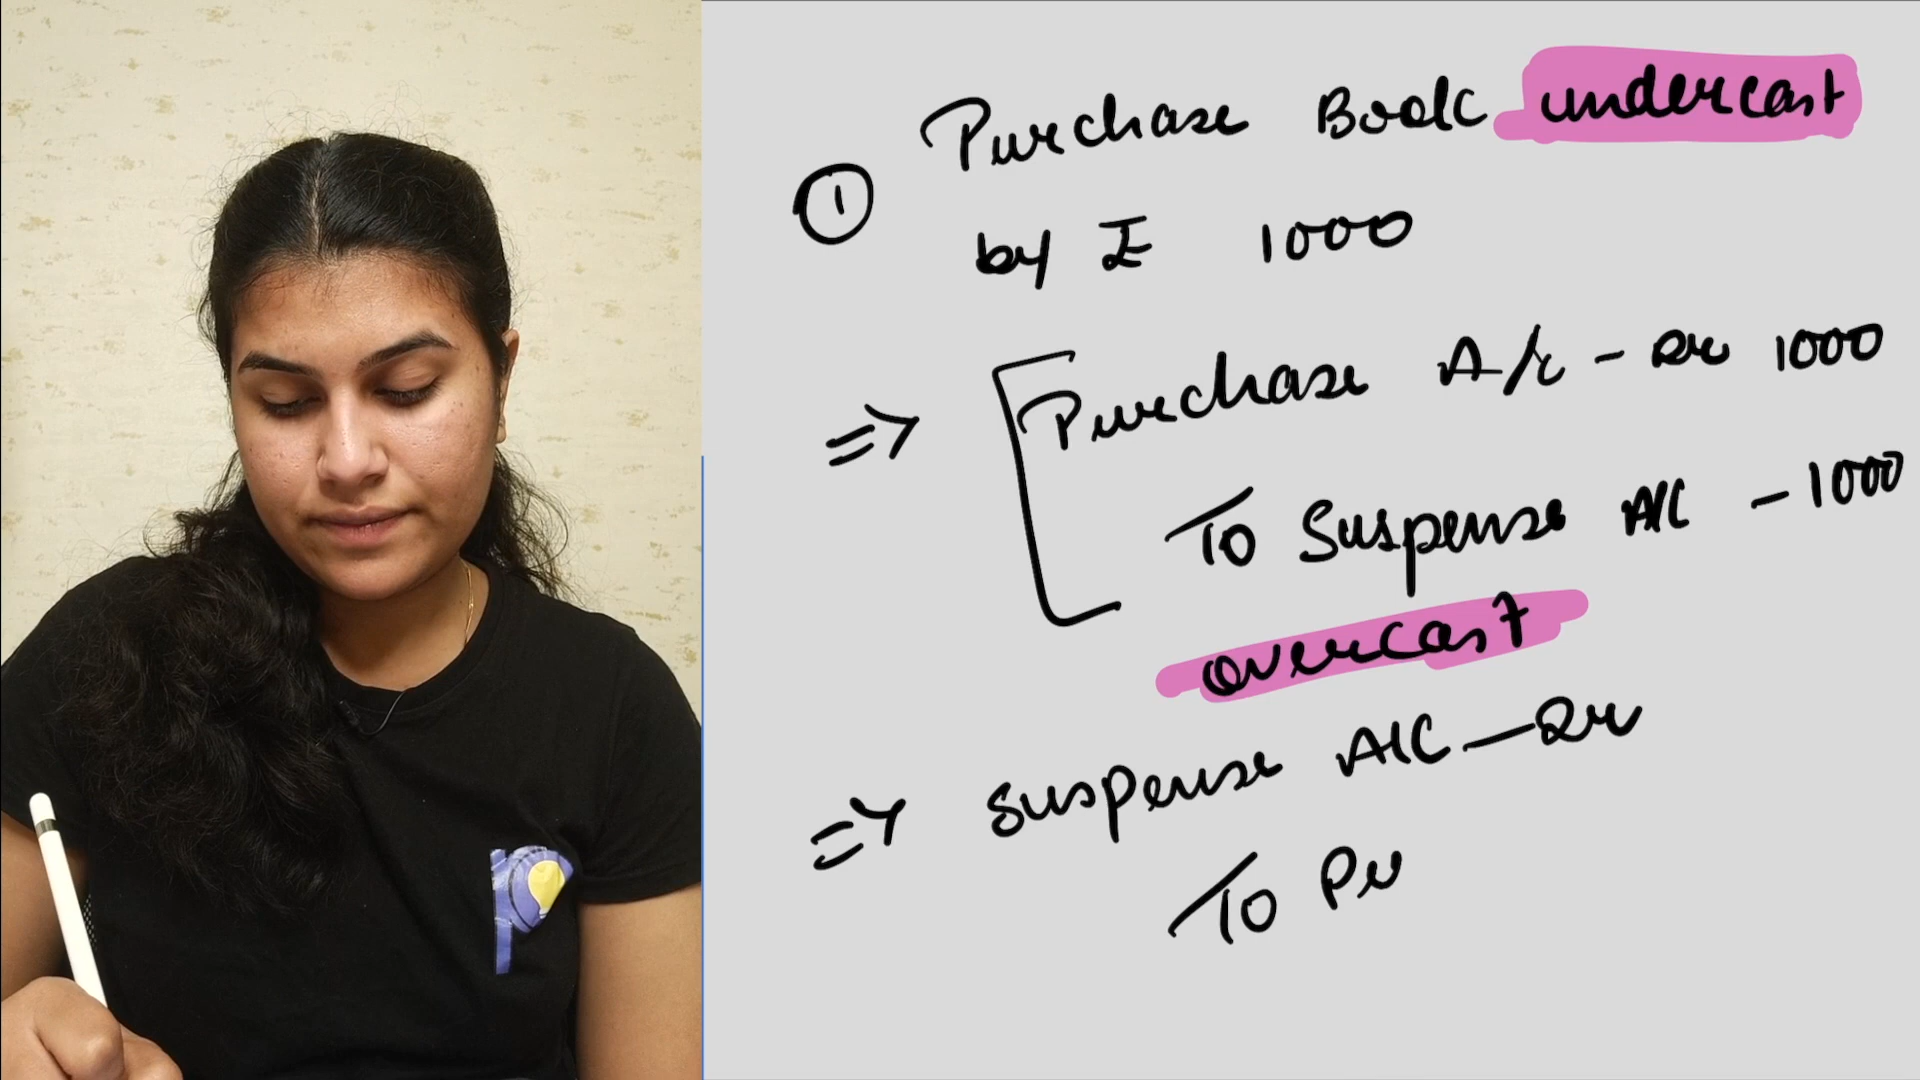 ① Purchase Book undercast
by ₹ 1000
=> Purchase A/c - Dr 1000
To Suspense A/C - 1000
overcast
=> Suspense A/C - Dr
To Pu